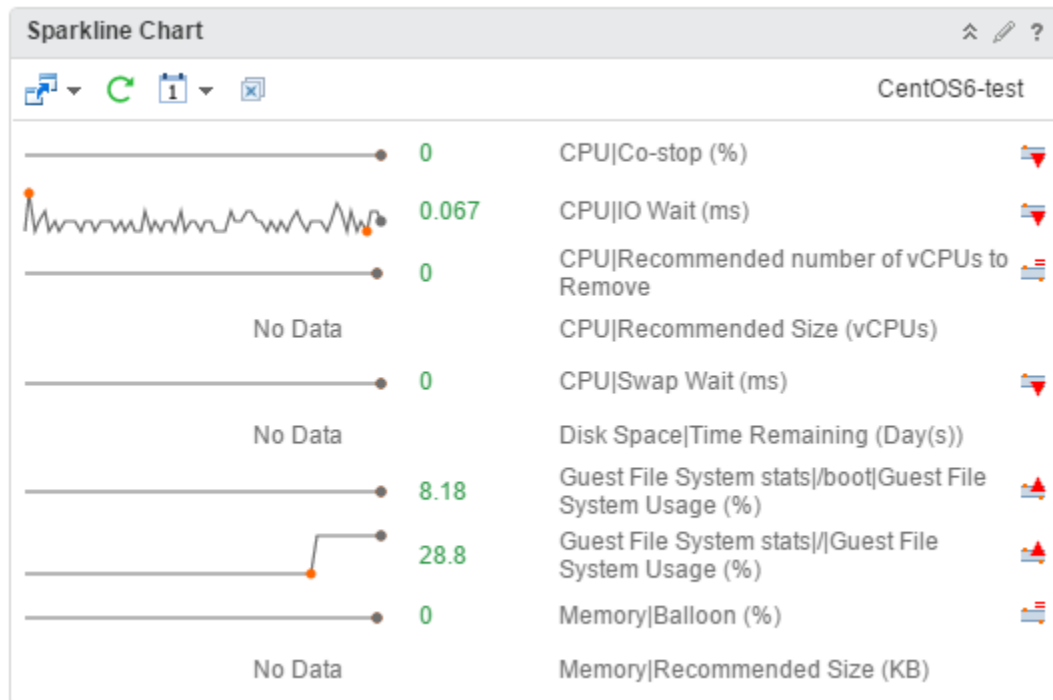 Sparkline Chart ?
1 CentOS6-test
0 CPU|Co-stop (%)
0.067 CPU|IO Wait (ms)
0 CPU|Recommended number of vCPUs to
Remove
No Data CPU|Recommended Size (vCPUs)
0 CPU|Swap Wait (ms)
No Data Disk Space|Time Remaining (Day(s))
8.18 Guest File System stats|/boot|Guest File
System Usage (%)
28.8 Guest File System stats|/|Guest File
System Usage (%)
0 Memory|Balloon (%)
No Data Memory|Recommended Size (KB)